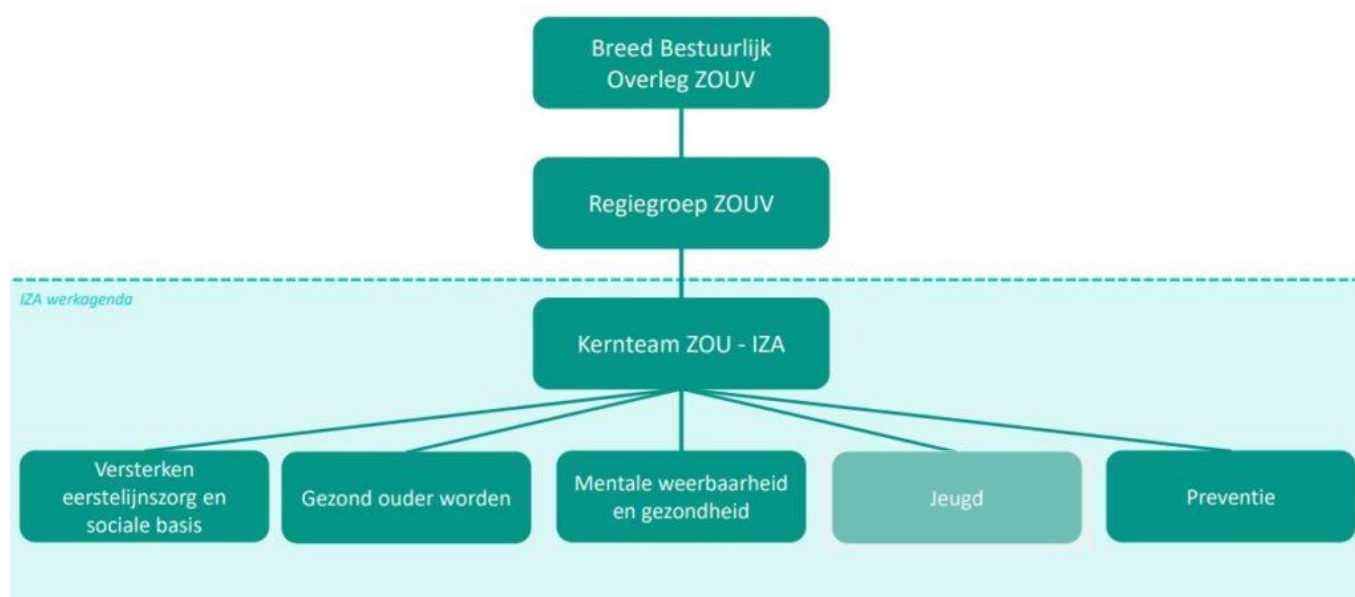 Breed Bestuurlijk
Overleg ZOUV
Regiegroep ZOUV
IZA werkagenda
Kernteam ZOU - IZA
Versterken
eerstelijnszorg en
sociale basis
Gezond ouder worden
Mentale weerbaarheid
en gezondheid
Jeugd
Preventie